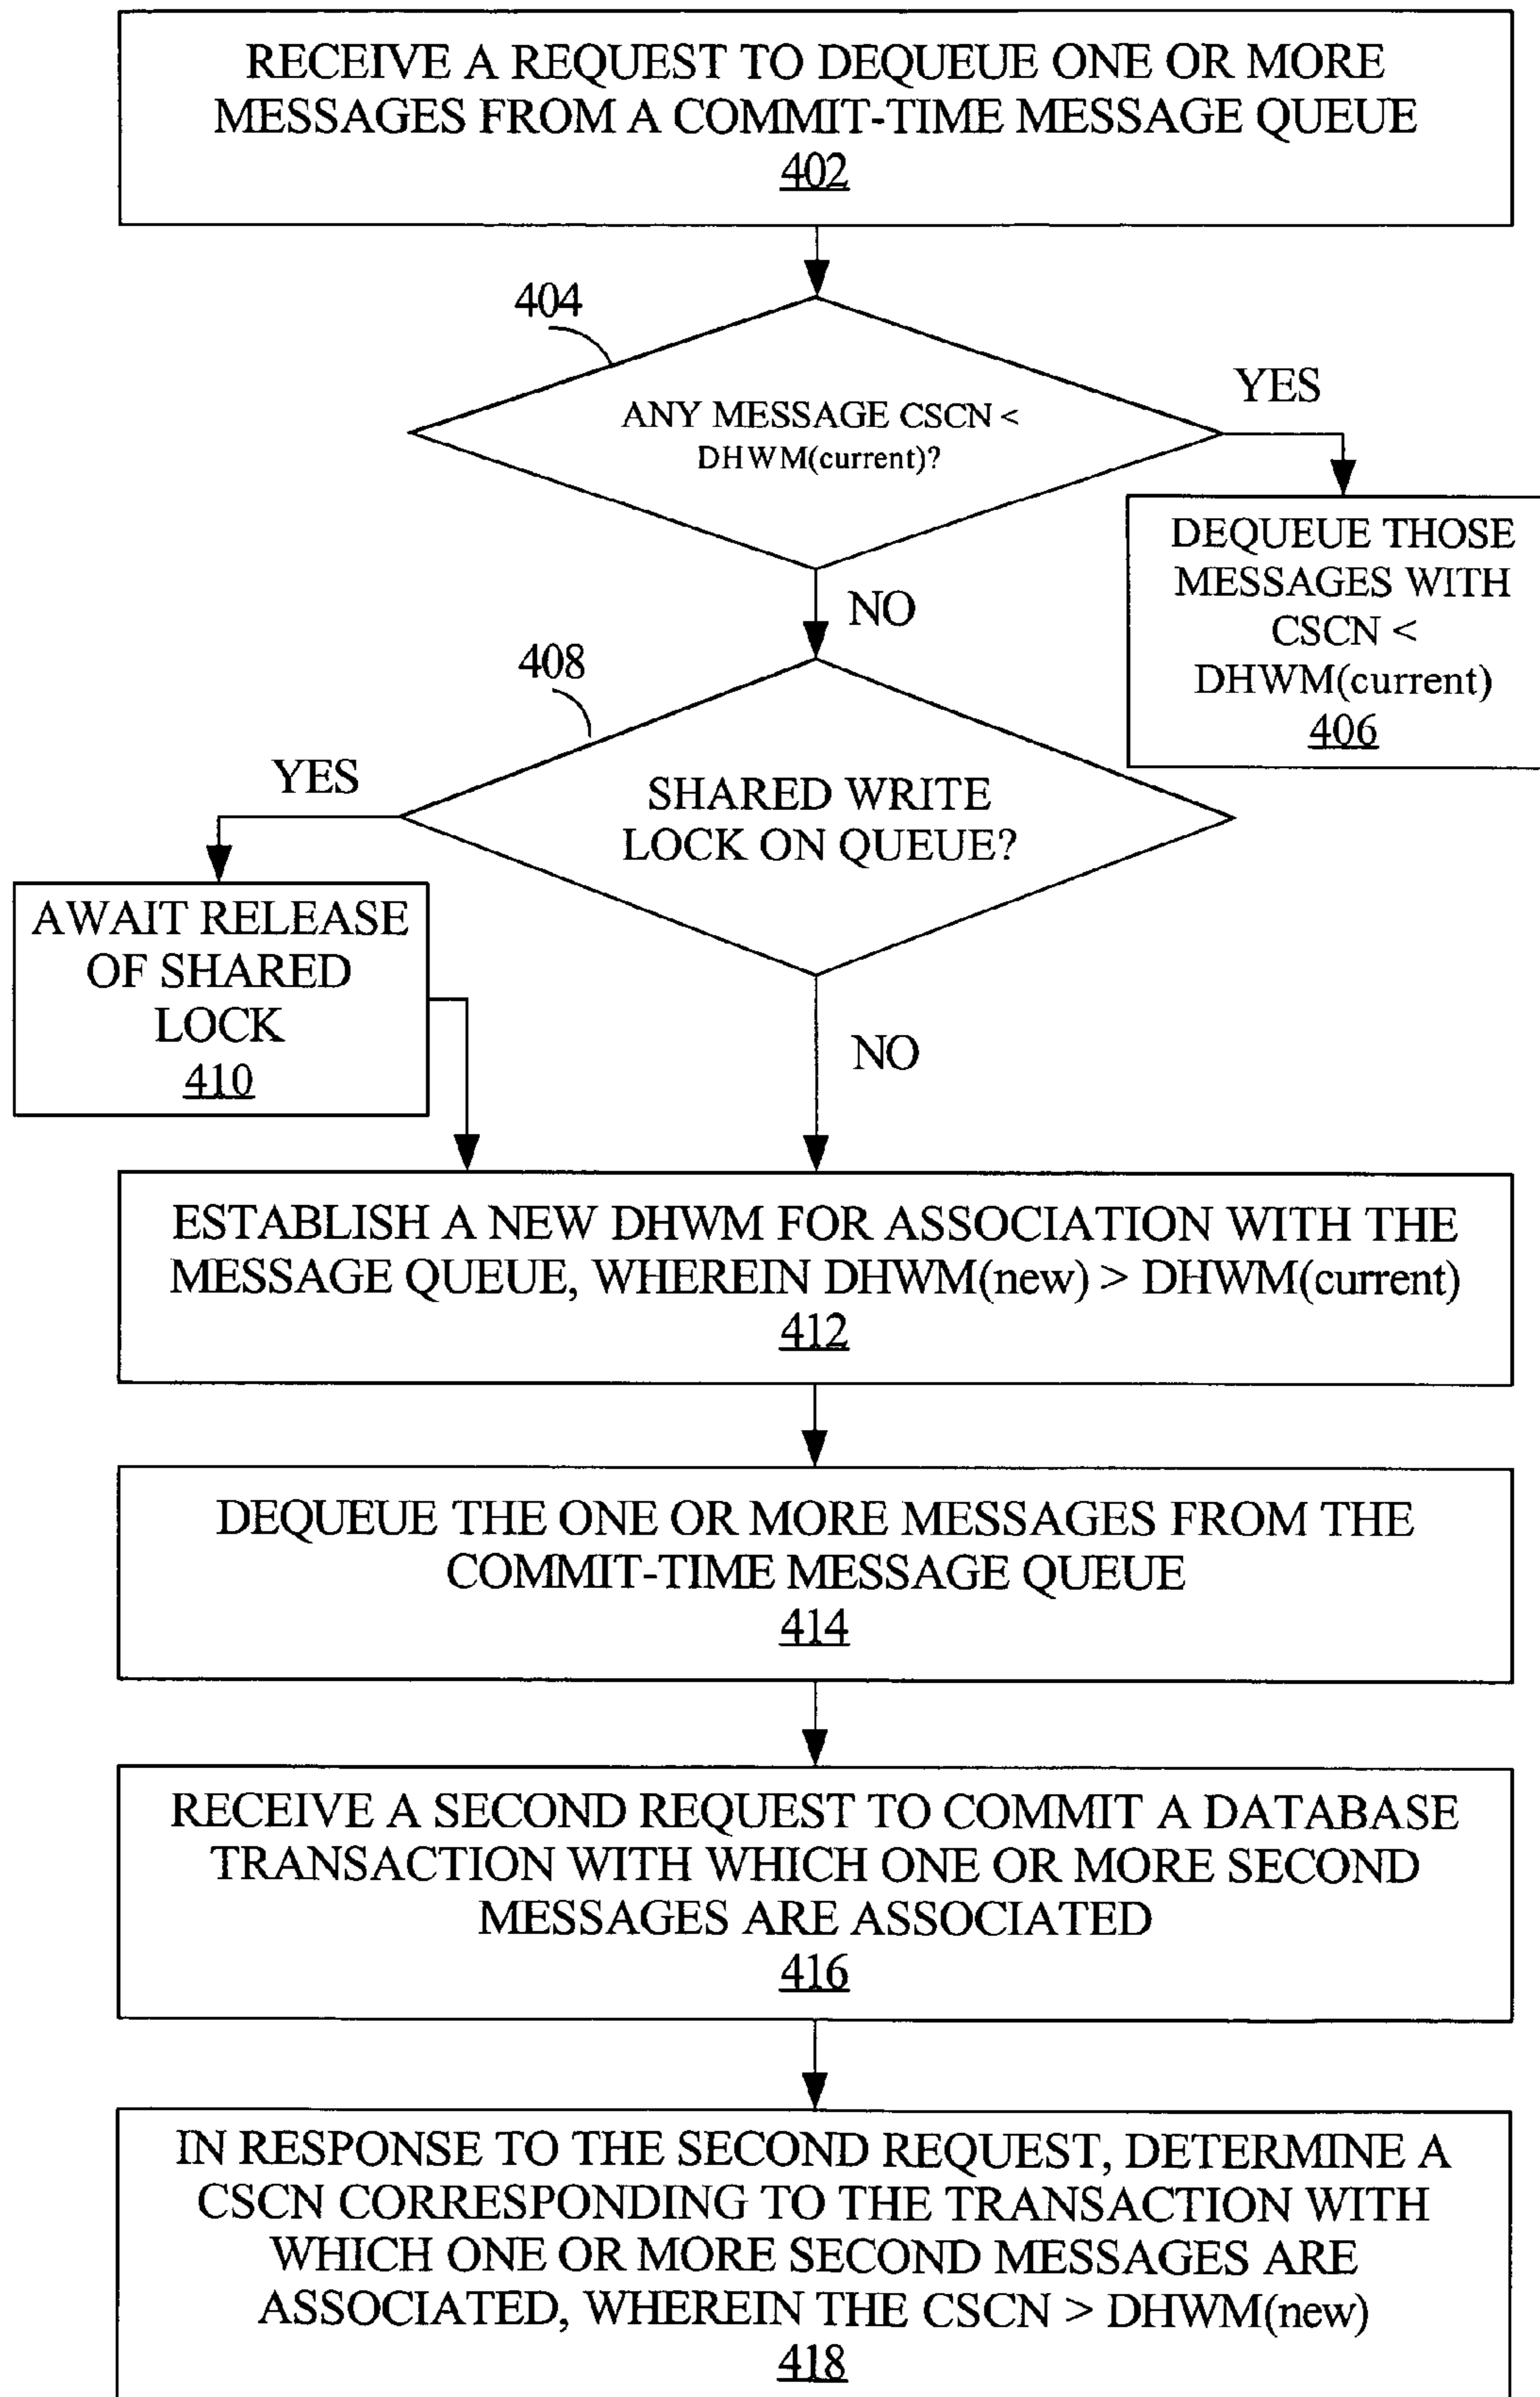 RECEIVE A REQUEST TO DEQUEUE ONE OR MORE
MESSAGES FROM A COMMIT-TIME MESSAGE QUEUE
402
404
ANY MESSAGE CSCN <
DHWM(current)?
YES
DEQUEUE THOSE
MESSAGES WITH
CSCN <
DHWM(current)
406
NO
408
SHARED WRITE
LOCK ON QUEUE?
YES
AWAIT RELEASE
OF SHARED
LOCK
410
NO
ESTABLISH A NEW DHWM FOR ASSOCIATION WITH THE
MESSAGE QUEUE, WHEREIN DHWM(new) > DHWM(current)
412
DEQUEUE THE ONE OR MORE MESSAGES FROM THE
COMMIT-TIME MESSAGE QUEUE
414
RECEIVE A SECOND REQUEST TO COMMIT A DATABASE
TRANSACTION WITH WHICH ONE OR MORE SECOND
MESSAGES ARE ASSOCIATED
416
IN RESPONSE TO THE SECOND REQUEST, DETERMINE A
CSCN CORRESPONDING TO THE TRANSACTION WITH
WHICH ONE OR MORE SECOND MESSAGES ARE
ASSOCIATED, WHEREIN THE CSCN > DHWM(new)
418